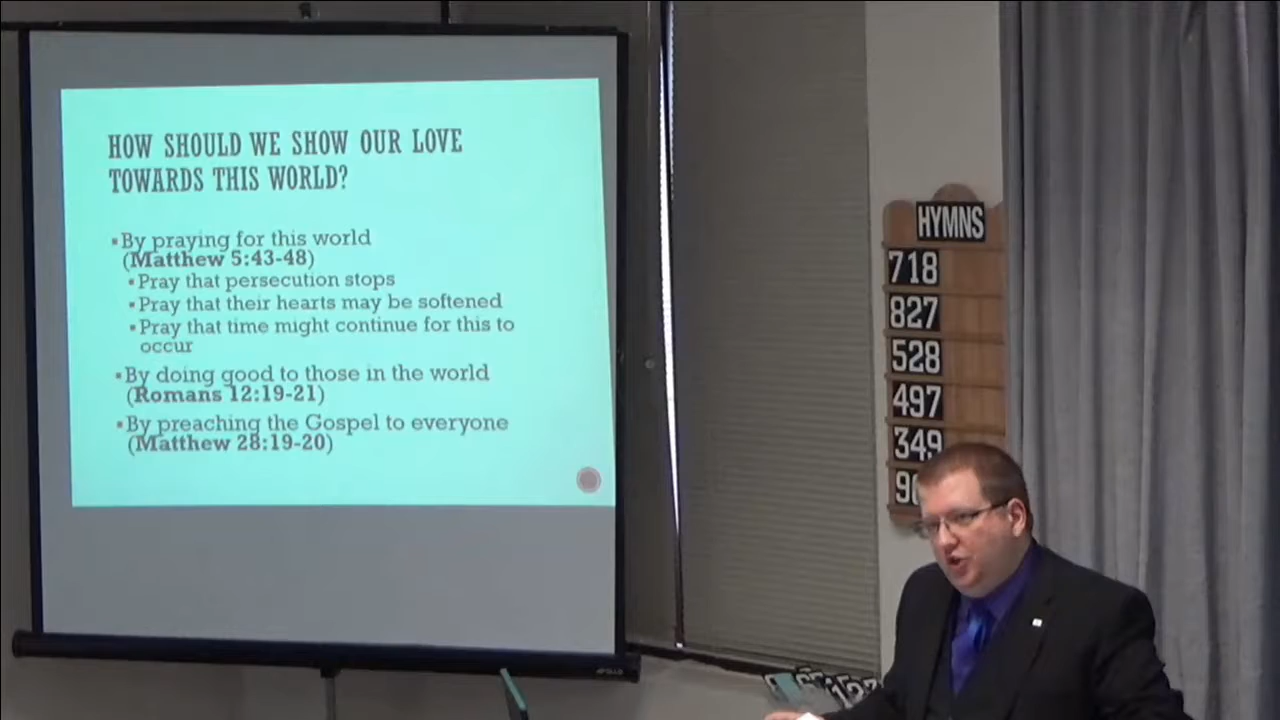 HOW SHOULD WE SHOW OUR LOVE
TOWARDS THIS WORLD?
▪By praying for this world
(Matthew 5:43-48)
▪Pray that persecution stops
▪Pray that their hearts may be softened
▪Pray that time might continue for this to
occur
▪By doing good to those in the world
(Romans 12:19-21)
▪By preaching the Gospel to everyone
(Matthew 28:19-20)
HYMNS
718
827
528
497
349
9